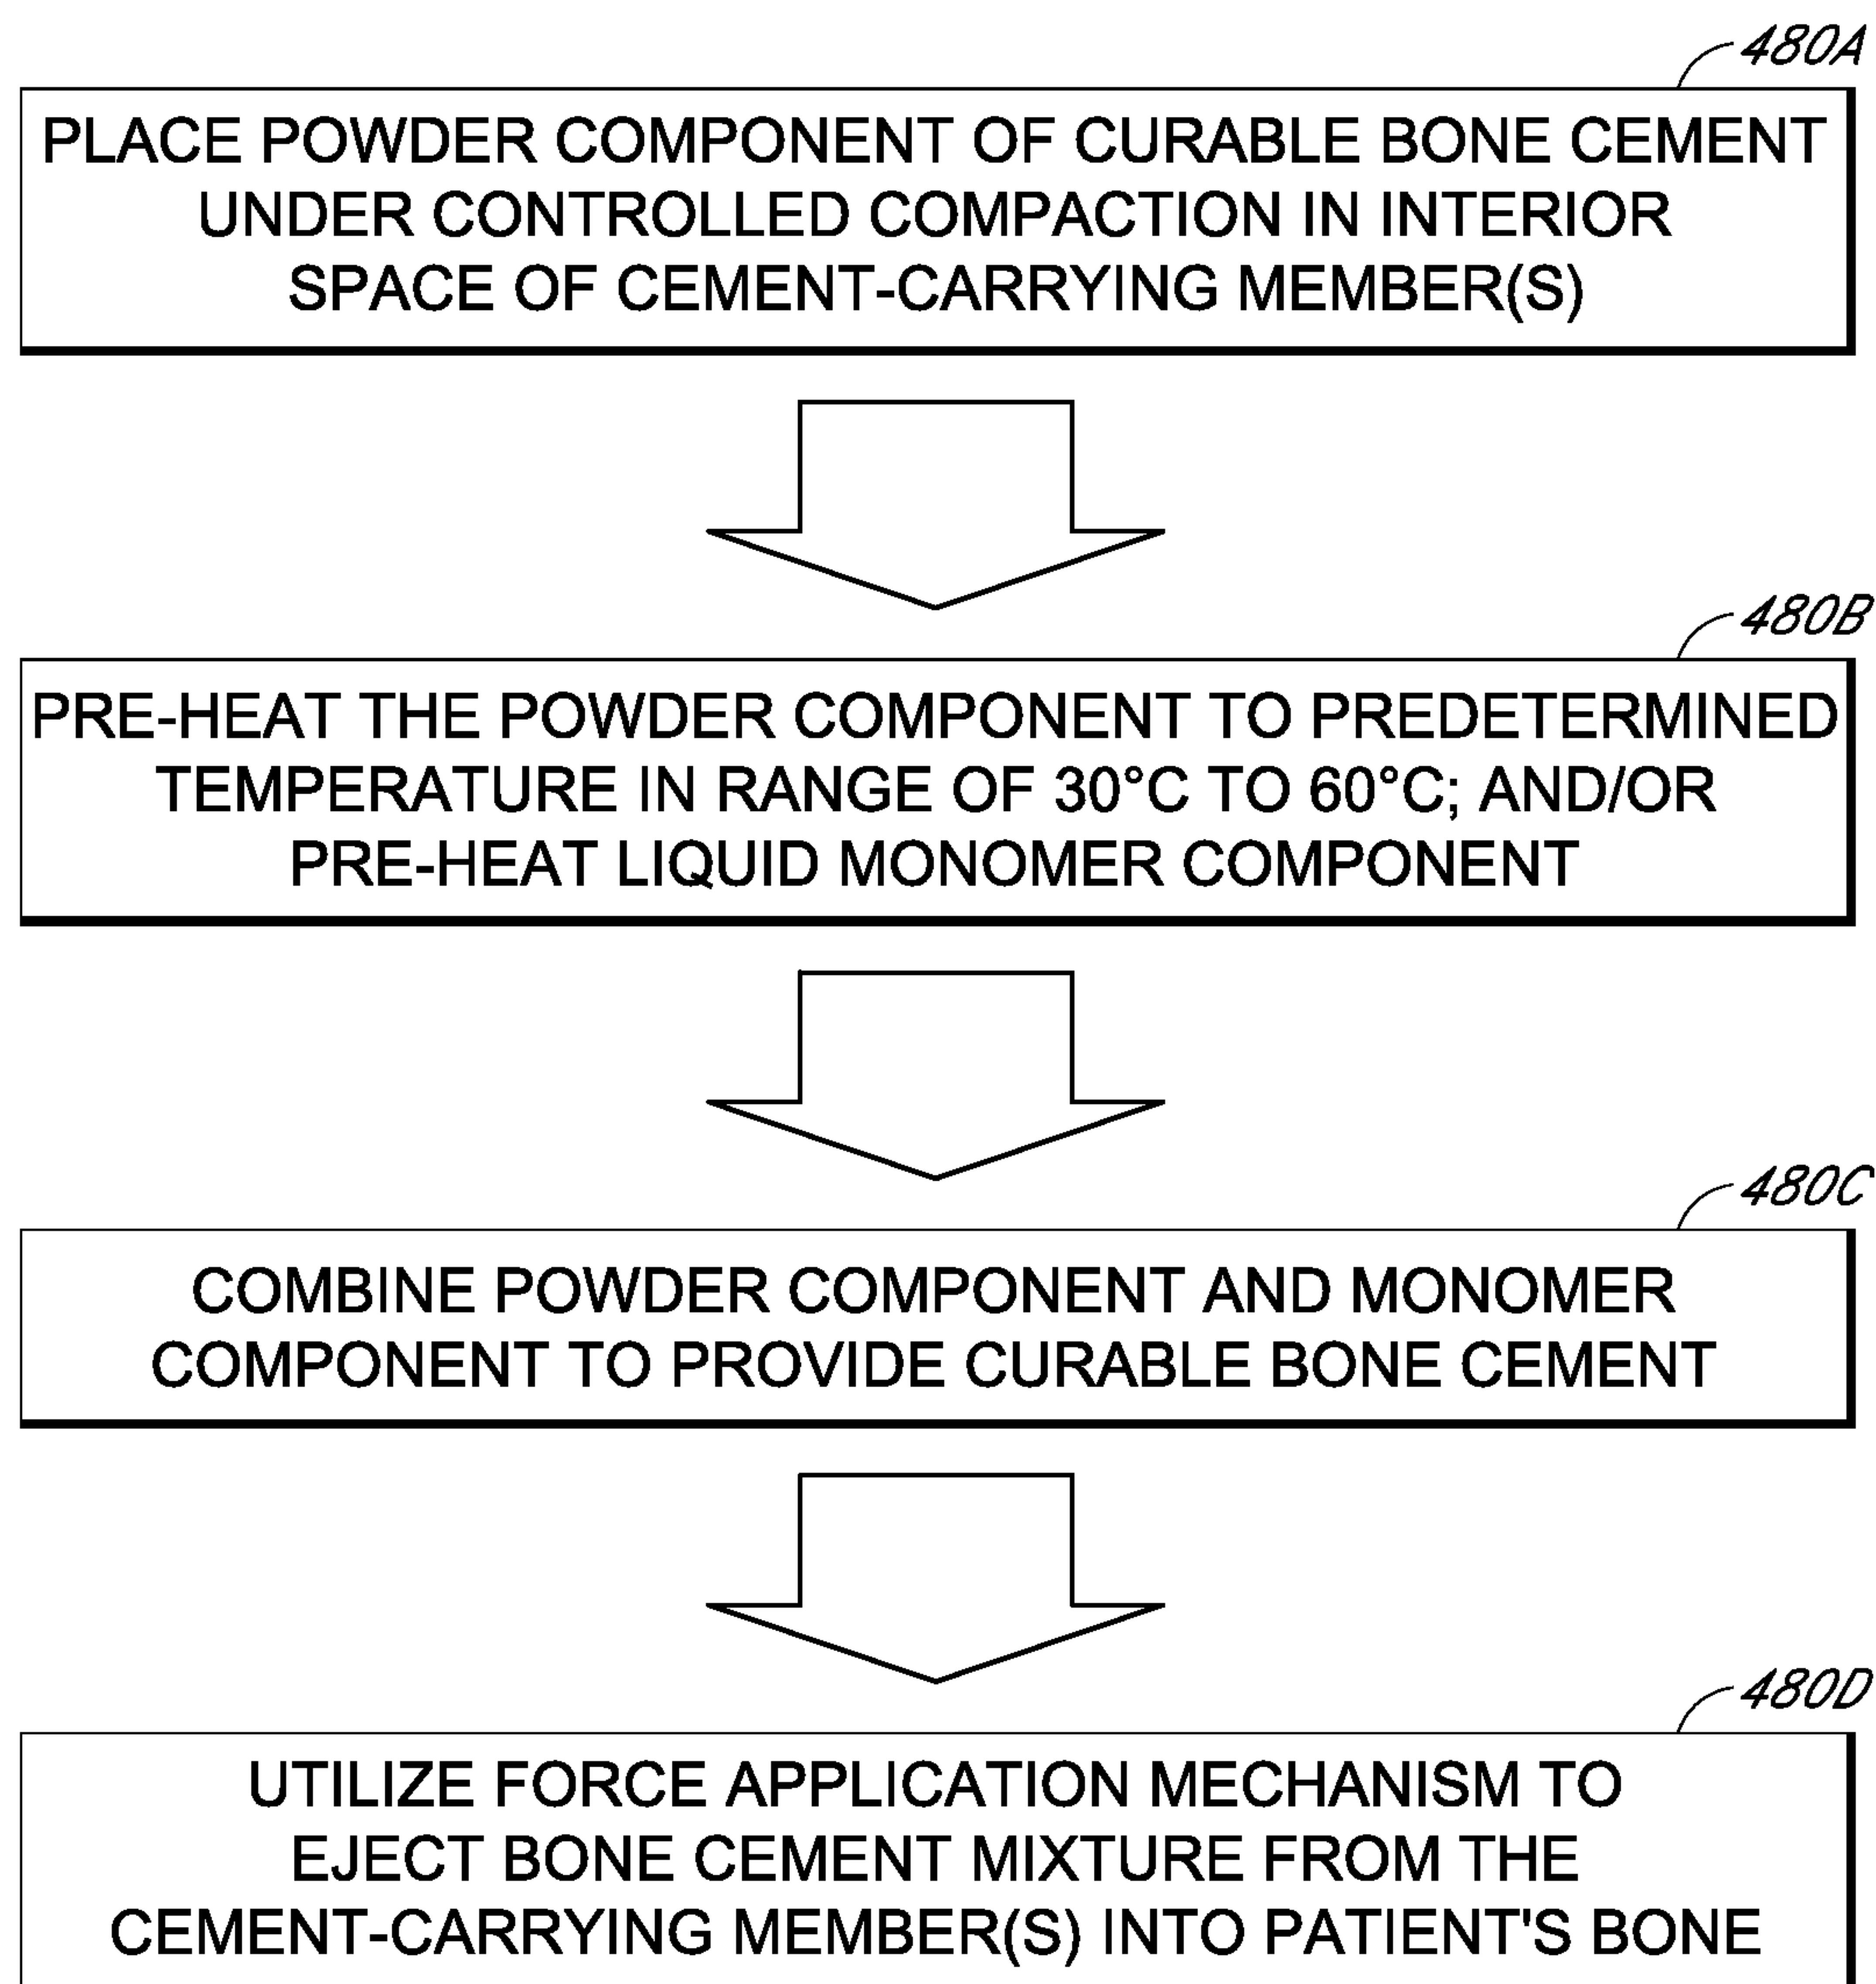 480A
PLACE POWDER COMPONENT OF CURABLE BONE CEMENT
UNDER CONTROLLED COMPACTION IN INTERIOR
SPACE OF CEMENT-CARRYING MEMBER(S)
480B
PRE-HEAT THE POWDER COMPONENT TO PREDETERMINED
TEMPERATURE IN RANGE OF 30°C TO 60°C; AND/OR
PRE-HEAT LIQUID MONOMER COMPONENT
480C
COMBINE POWDER COMPONENT AND MONOMER
COMPONENT TO PROVIDE CURABLE BONE CEMENT
480D
UTILIZE FORCE APPLICATION MECHANISM TO
EJECT BONE CEMENT MIXTURE FROM THE
CEMENT-CARRYING MEMBER(S) INTO PATIENT'S BONE